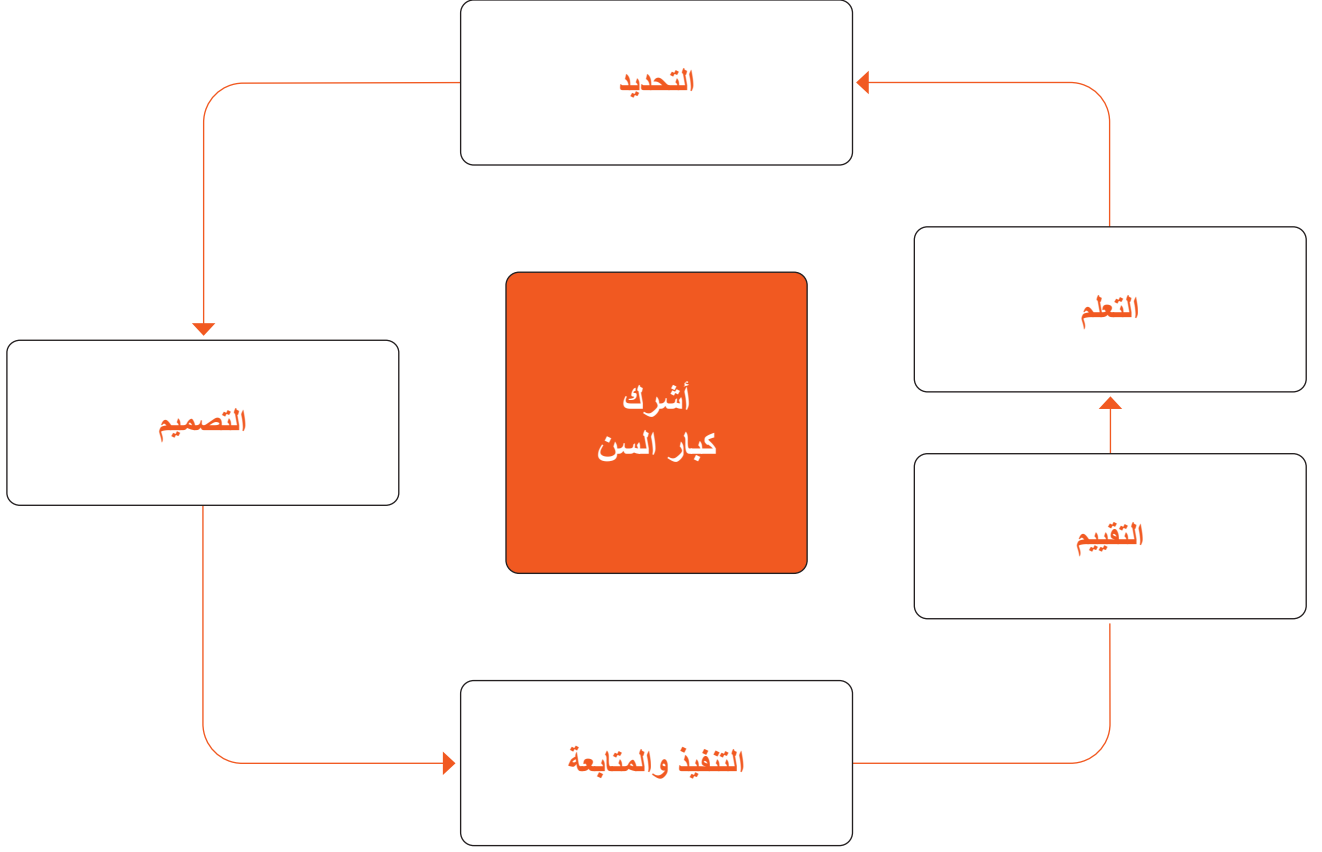 التحديد
التصميم
التنفيذ والمتابعة
التقييم
التعلم
أشرك
كبار السن